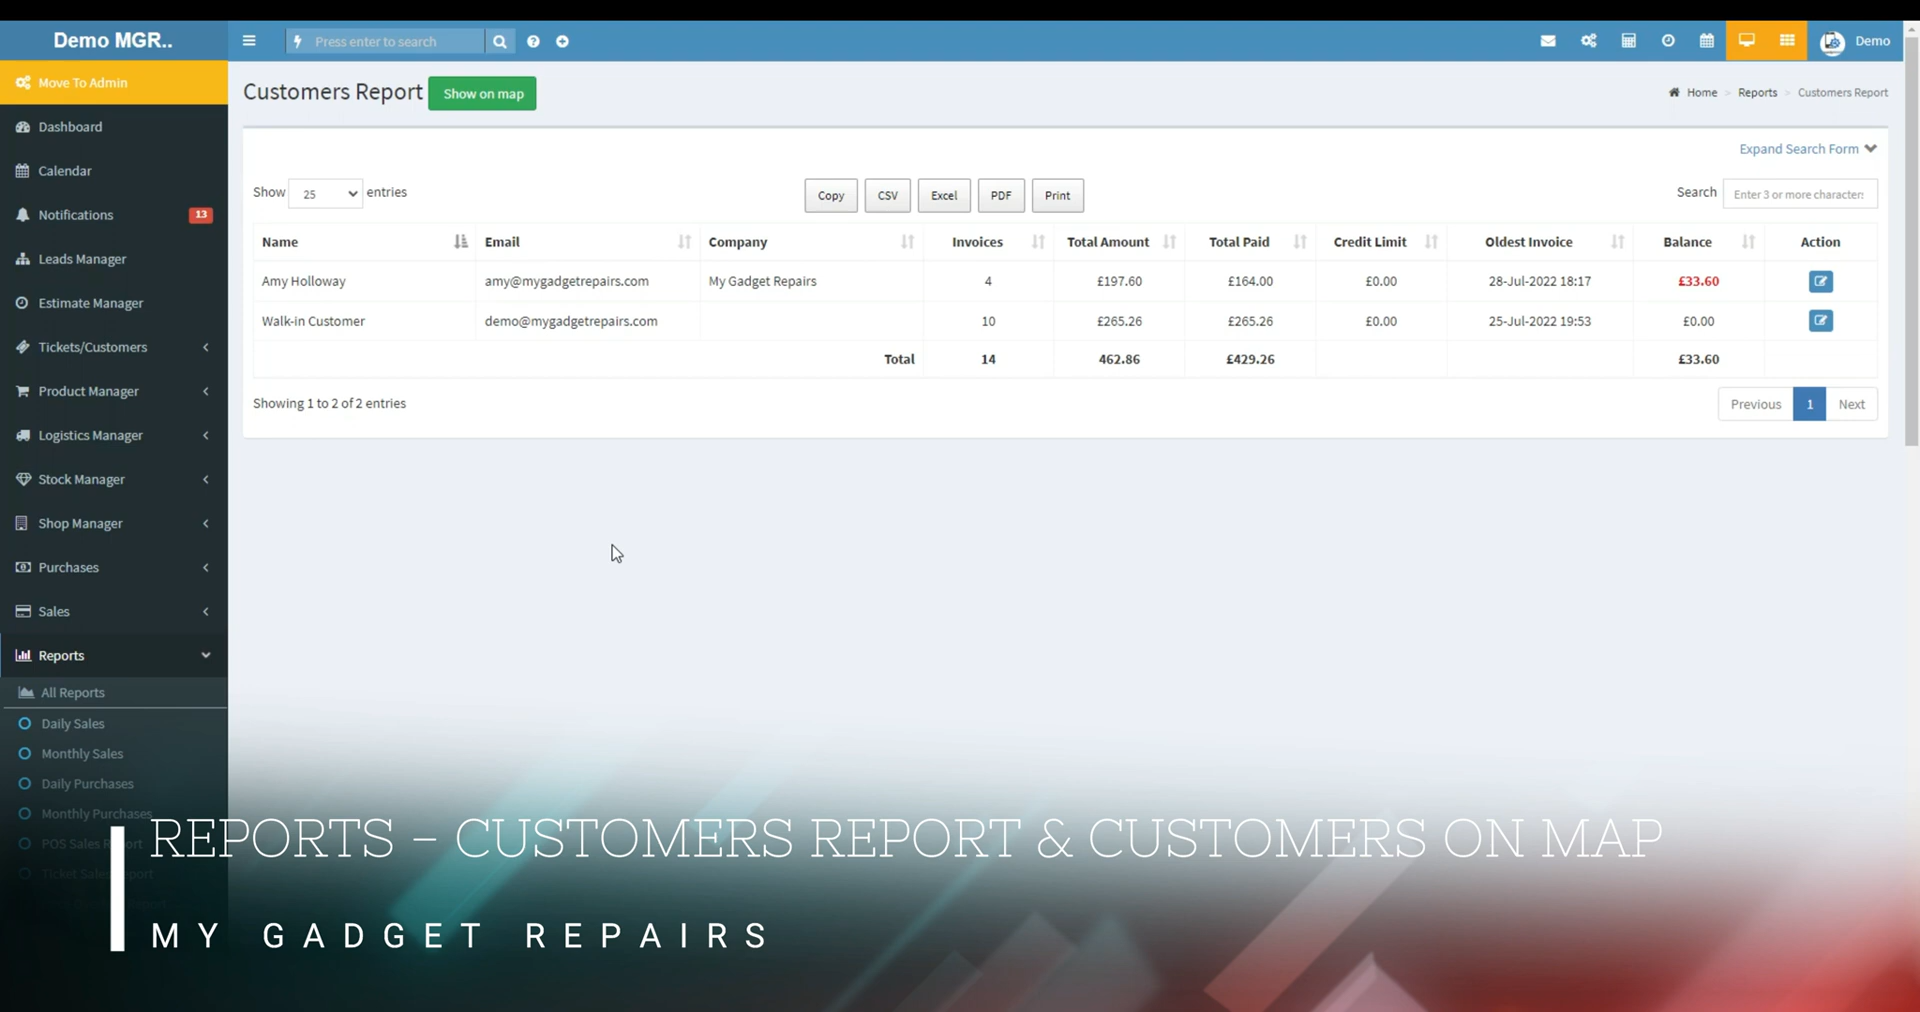 Demo MGR..
Press enter to search
Demo
Move To Admin
Dashboard
Calendar
Notifications 13
Leads Manager
Estimate Manager
Tickets/Customers
Product Manager
Logistics Manager
Stock Manager
Shop Manager
Purchases
Sales
Reports
All Reports
Daily Sales
Monthly Sales
Daily Purchases
Monthly Purchases
POS Sales Report
Ticket Sales Report
Customers Report Show on map
Home > Reports > Customers Report
Expand Search Form
Show 25 entries Copy CSV Excel PDF Print Search Enter 3 or more characters
Name Email Company Invoices Total Amount Total Paid Credit Limit Oldest Invoice Balance Action
Amy Holloway amy@mygadgetrepairs.com My Gadget Repairs 4 £197.60 £164.00 £0.00 28-Jul-2022 18:17 £33.60
Walk-in Customer demo@mygadgetrepairs.com 10 £265.26 £265.26 £0.00 25-Jul-2022 19:53 £0.00
Total 14 462.86 £429.26 £33.60
Showing 1 to 2 of 2 entries Previous 1 Next
REPORTS – CUSTOMERS REPORT & CUSTOMERS ON MAP
MY GADGET REPAIRS